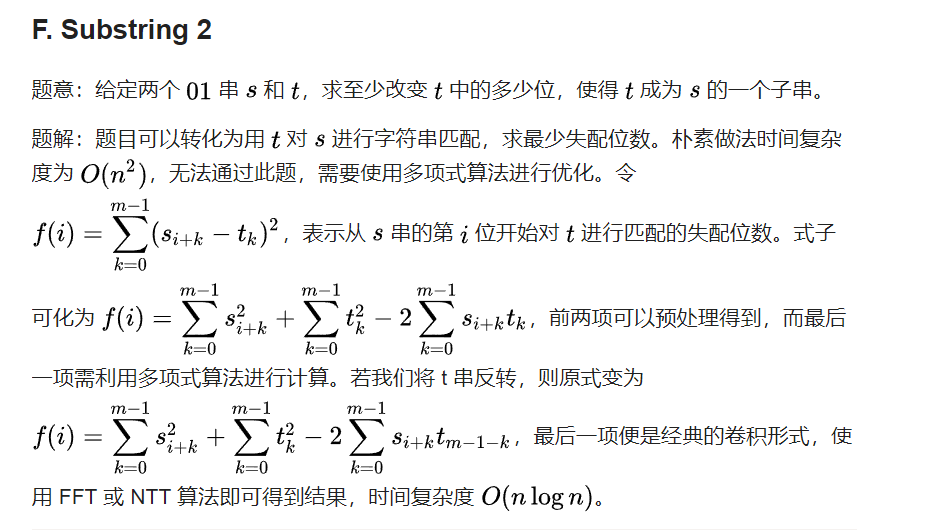 F. Substring 2
题意：给定两个 01 串 s 和 t，求至少改变 t 中的多少位，使得 t 成为 s 的一个子串。
题解：题目可以转化为用 t 对 s 进行字符串匹配，求最少失配位数。朴素做法时间复杂
度为 $O(n^2)$，无法通过此题，需要使用多项式算法进行优化。令
$f(i) = \sum_{k=0}^{m-1}(s_{i+k} - t_k)^2$，表示从 s 串的第 i 位开始对 t 进行匹配的失配位数。式子
可化为 $f(i) = \sum_{k=0}^{m-1} s_{i+k}^2 + \sum_{k=0}^{m-1} t_k^2 - 2\sum_{k=0}^{m-1} s_{i+k}t_k$，前两项可以预处理得到，而最后
一项需利用多项式算法进行计算。若我们将 t 串反转，则原式变为
$f(i) = \sum_{k=0}^{m-1} s_{i+k}^2 + \sum_{k=0}^{m-1} t_k^2 - 2\sum_{k=0}^{m-1} s_{i+k}t_{m-1-k}$，最后一项便是经典的卷积形式，使
用 FFT 或 NTT 算法即可得到结果，时间复杂度 $O(n \log n)$。